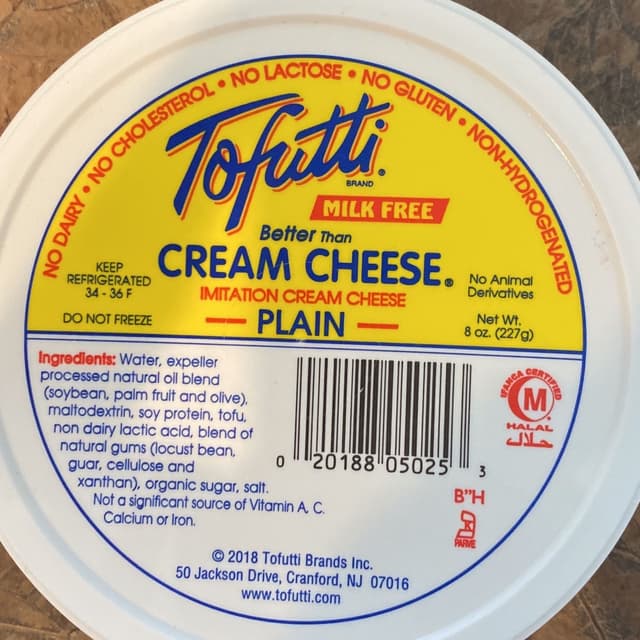 NO DAIRY • NO CHOLESTEROL • NO LACTOSE • NO GLUTEN • NON-HYDROGENATED
Tofutti®
BRAND
MILK FREE
Better Than
CREAM CHEESE®
IMITATION CREAM CHEESE
PLAIN
KEEP
REFRIGERATED
34 - 36 F
DO NOT FREEZE
No Animal
Derivatives
Net Wt.
8 oz. (227g)
Ingredients: Water, expeller
processed natural oil blend
(soybean, palm fruit and olive),
maltodextrin, soy protein, tofu,
non dairy lactic acid, blend of
natural gums (locust bean,
guar, cellulose and
xanthan), organic sugar, salt.
Not a significant source of Vitamin A, C.
Calcium or Iron.
0 20188 05025 3
IFANCA CERTIFIED
M
HALAL
حلال
B"H
K
PARVE
© 2018 Tofutti Brands Inc.
50 Jackson Drive, Cranford, NJ 07016
www.tofutti.com